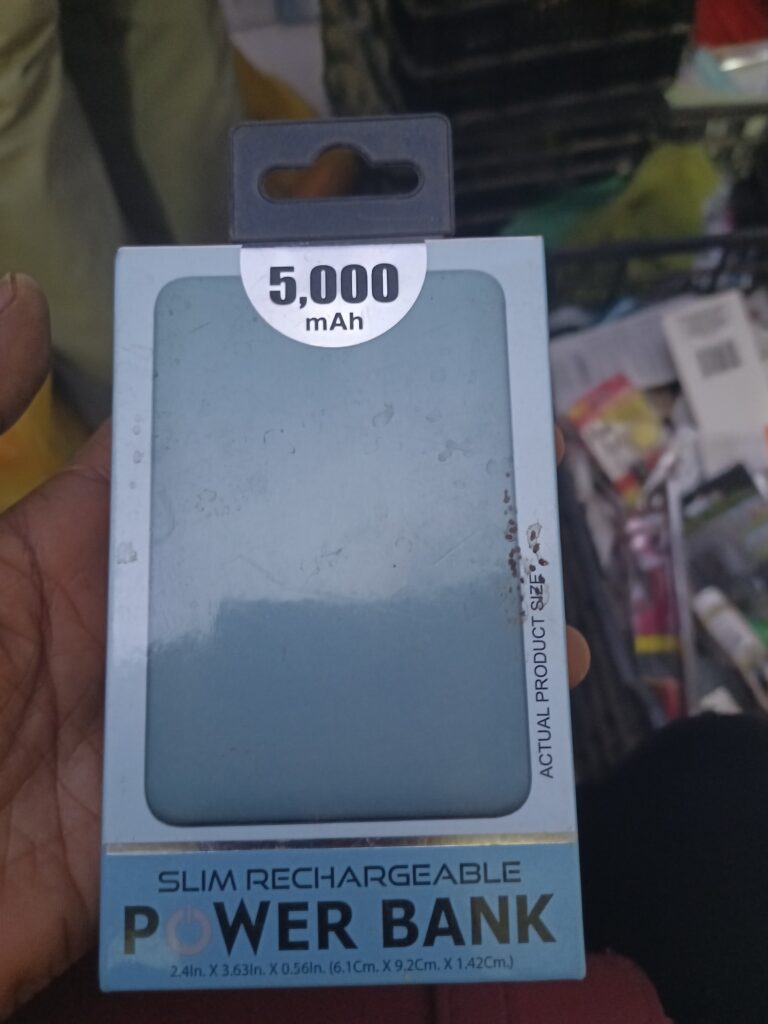 5,000
mAh
ACTUAL PRODUCT SIZE
SLIM RECHARGEABLE
POWER BANK
2.4In. X 3.63In. X 0.56In. (6.1Cm. X 9.2Cm. X 1.42Cm.)